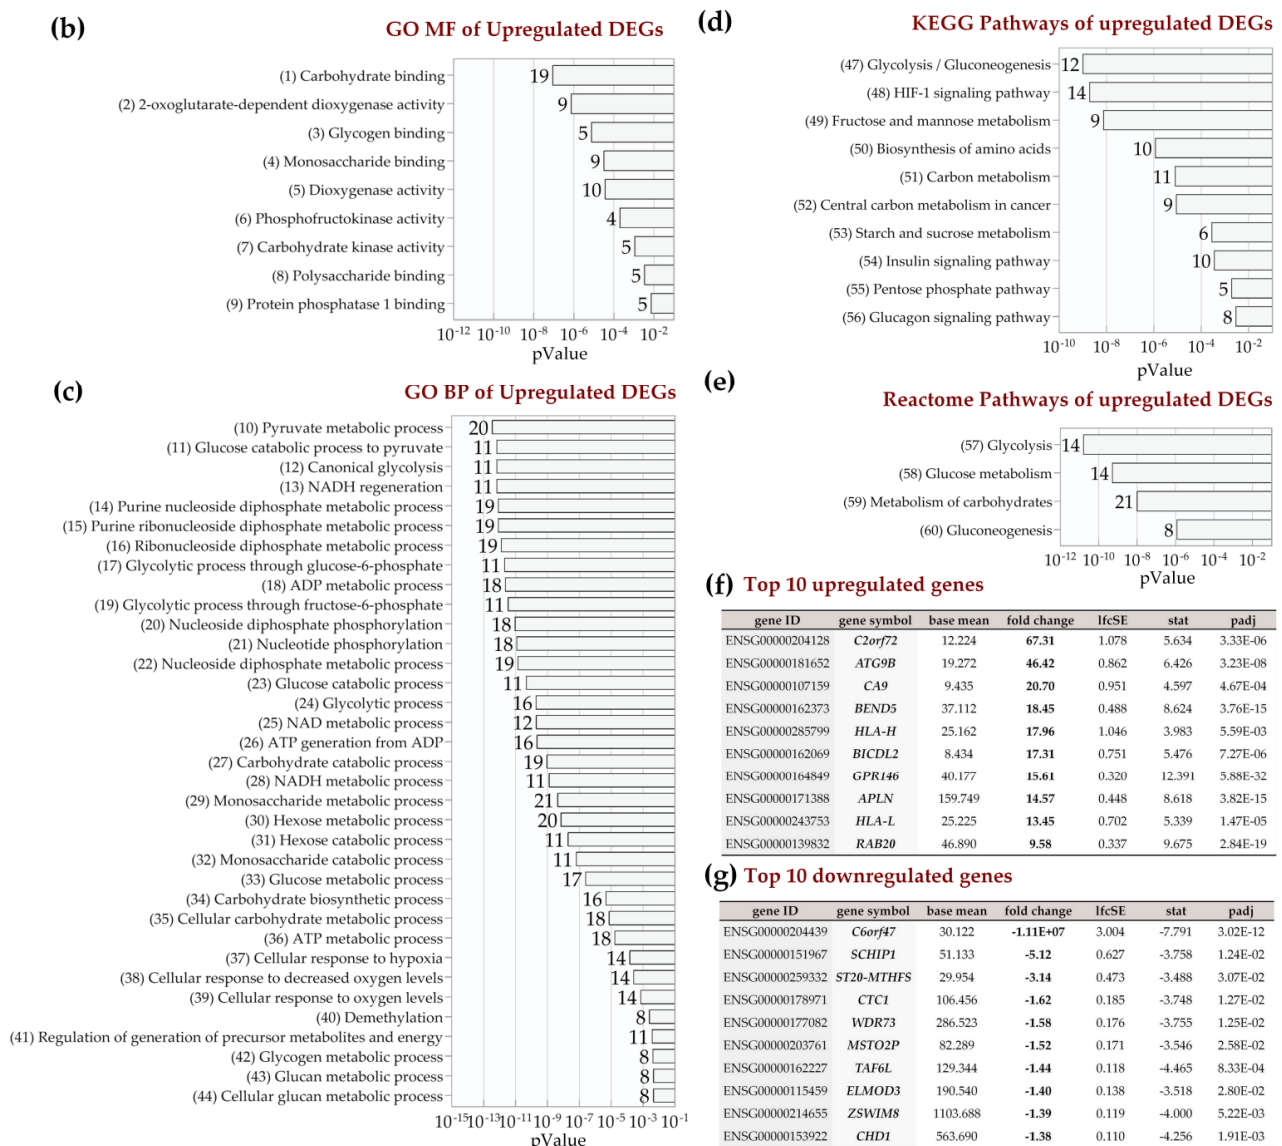 (b)
GO MF of Upregulated DEGs
(1) Carbohydrate binding 19
(2) 2-oxoglutarate-dependent dioxygenase activity 9
(3) Glycogen binding 5
(4) Monosaccharide binding 9
(5) Dioxygenase activity 10
(6) Phosphofructokinase activity 4
(7) Carbohydrate kinase activity 5
(8) Polysaccharide binding 5
(9) Protein phosphatase 1 binding 5
10-12 10-10 10-8 10-6 10-4 10-2
pValue
(c)
GO BP of Upregulated DEGs
(10) Pyruvate metabolic process 20
(11) Glucose catabolic process to pyruvate 11
(12) Canonical glycolysis 11
(13) NADH regeneration 11
(14) Purine nucleoside diphosphate metabolic process 19
(15) Purine ribonucleoside diphosphate metabolic process 19
(16) Ribonucleoside diphosphate metabolic process 19
(17) Glycolytic process through glucose-6-phosphate 11
(18) ADP metabolic process 18
(19) Glycolytic process through fructose-6-phosphate 11
(20) Nucleoside diphosphate phosphorylation 18
(21) Nucleotide phosphorylation 18
(22) Nucleoside diphosphate metabolic process 19
(23) Glucose catabolic process 11
(24) Glycolytic process 16
(25) NAD metabolic process 12
(26) ATP generation from ADP 16
(27) Carbohydrate catabolic process 19
(28) NADH metabolic process 11
(29) Monosaccharide metabolic process 21
(30) Hexose metabolic process 20
(31) Hexose catabolic process 11
(32) Monosaccharide catabolic process 11
(33) Glucose metabolic process 17
(34) Carbohydrate biosynthetic process 16
(35) Cellular carbohydrate metabolic process 18
(36) ATP metabolic process 18
(37) Cellular response to hypoxia 14
(38) Cellular response to decreased oxygen levels 14
(39) Cellular response to oxygen levels 14
(40) Demethylation 8
(41) Regulation of generation of precursor metabolites and energy 11
(42) Glycogen metabolic process 8
(43) Glucan metabolic process 8
(44) Cellular glucan metabolic process 8
10-15 10-13 10-11 10-9 10-7 10-5 10-3 10-1
pValue
(d)
KEGG Pathways of upregulated DEGs
(47) Glycolysis / Gluconeogenesis 12
(48) HIF-1 signaling pathway 14
(49) Fructose and mannose metabolism 9
(50) Biosynthesis of amino acids 10
(51) Carbon metabolism 11
(52) Central carbon metabolism in cancer 9
(53) Starch and sucrose metabolism 6
(54) Insulin signaling pathway 10
(55) Pentose phosphate pathway 5
(56) Glucagon signaling pathway 8
10-10 10-8 10-6 10-4 10-2
pValue
(e)
Reactome Pathways of upregulated DEGs
(57) Glycolysis 14
(58) Glucose metabolism 14
(59) Metabolism of carbohydrates 21
(60) Gluconeogenesis 8
10-12 10-10 10-8 10-6 10-4 10-2
pValue
(f) Top 10 upregulated genes
gene ID gene symbol base mean fold change lfcSE stat padj
ENSG00000204128 C2orf72 12.224 67.31 1.078 5.634 3.33E-06
ENSG00000181652 ATG9B 19.272 46.42 0.862 6.426 3.23E-08
ENSG00000107159 CA9 9.435 20.70 0.951 4.597 4.67E-04
ENSG00000162373 BEND5 37.112 18.45 0.488 8.624 3.76E-15
ENSG00000285799 HLA-H 25.162 17.96 1.046 3.983 5.59E-03
ENSG00000162069 BICDL2 8.434 17.31 0.751 5.476 7.27E-06
ENSG00000164849 GPR146 40.177 15.61 0.320 12.391 5.88E-32
ENSG00000171388 APLN 159.749 14.57 0.448 8.618 3.82E-15
ENSG00000243753 HLA-L 25.225 13.45 0.702 5.339 1.47E-05
ENSG00000139832 RAB20 46.890 9.58 0.337 9.675 2.84E-19
(g) Top 10 downregulated genes
gene ID gene symbol base mean fold change lfcSE stat padj
ENSG00000204439 C6orf47 30.122 -1.11E+07 3.004 -7.791 3.02E-12
ENSG00000151967 SCHIP1 51.133 -5.12 0.627 -3.758 1.24E-02
ENSG00000259332 ST20-MTHFS 29.954 -3.14 0.473 -3.488 3.07E-02
ENSG00000178971 CTC1 106.456 -1.62 0.185 -3.748 1.27E-02
ENSG00000177082 WDR73 286.523 -1.58 0.176 -3.755 1.25E-02
ENSG00000203761 MSTO2P 82.289 -1.52 0.171 -3.546 2.58E-02
ENSG00000162227 TAF6L 129.344 -1.44 0.118 -4.465 8.33E-04
ENSG00000115459 ELMOD3 190.540 -1.40 0.138 -3.518 2.80E-02
ENSG00000214655 ZSWIM8 1103.688 -1.39 0.119 -4.000 5.22E-03
ENSG00000153922 CHD1 563.690 -1.38 0.110 -4.256 1.91E-03